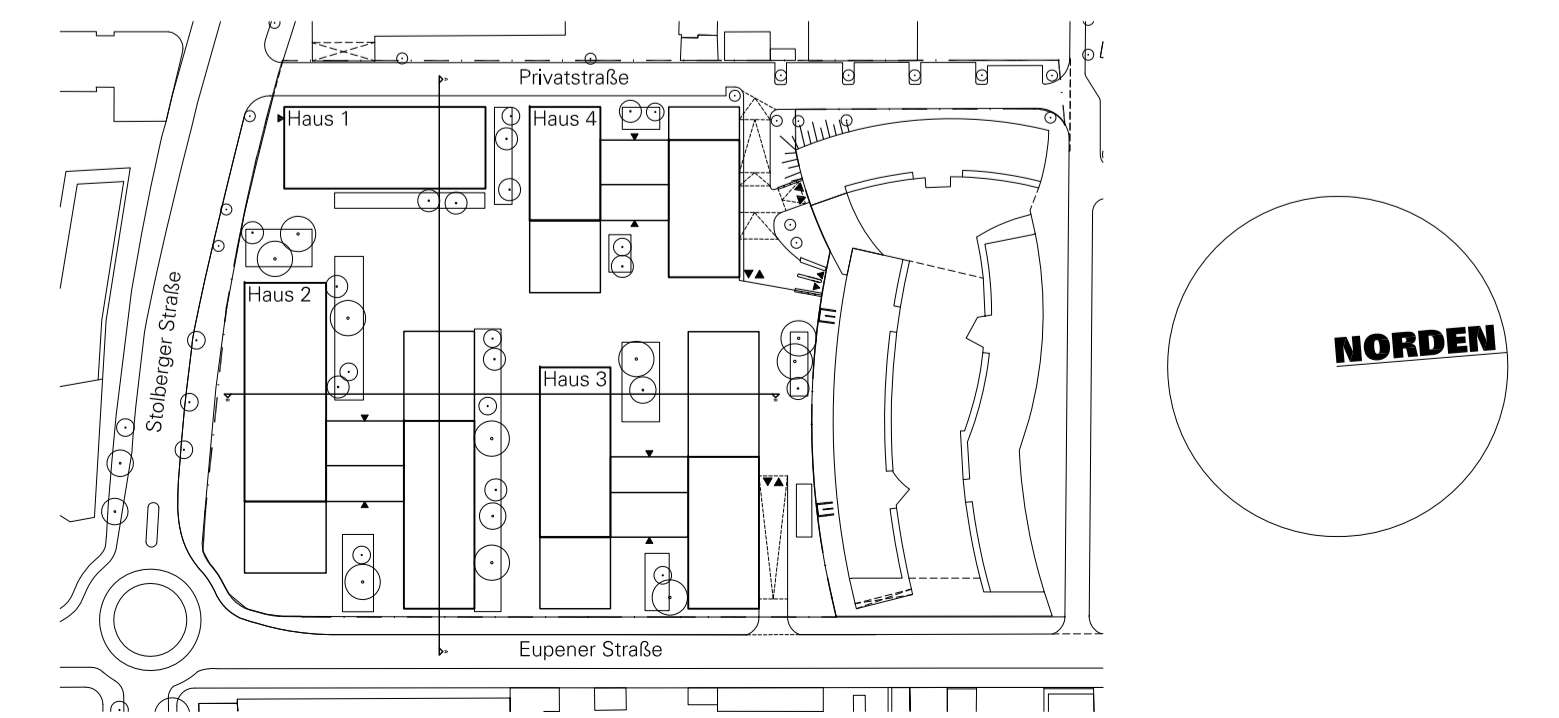 Privatstraße
Haus 1
Haus 4
Haus 2
Stolberger Straße
Haus 3
NORDEN
Eupener Straße